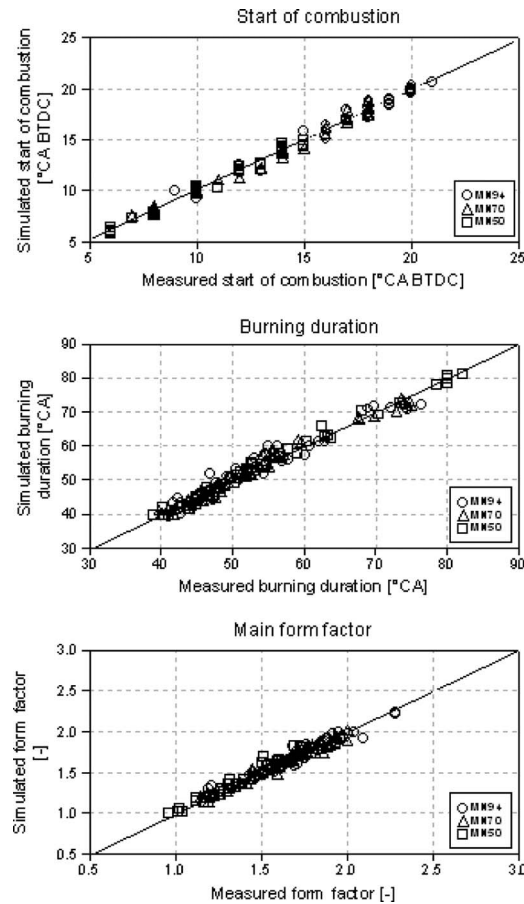 Start of combustion
Simulated start of combustion
[°CA BTDC]
25
20
15
10
5
5 10 15 20 25
MN94
MN70
MN50
Measured start of combustion [°CA BTDC]
Burning duration
Simulated burning
duration [°CA]
90
80
70
60
50
40
30
30 40 50 60 70 80 90
MN94
MN70
MN50
Measured burning duration [°CA]
Main form factor
Simulated form factor
[-]
3.0
2.5
2.0
1.5
1.0
0.5
0.5 1.0 1.5 2.0 2.5 3.0
MN94
MN70
MN50
Measured form factor [-]